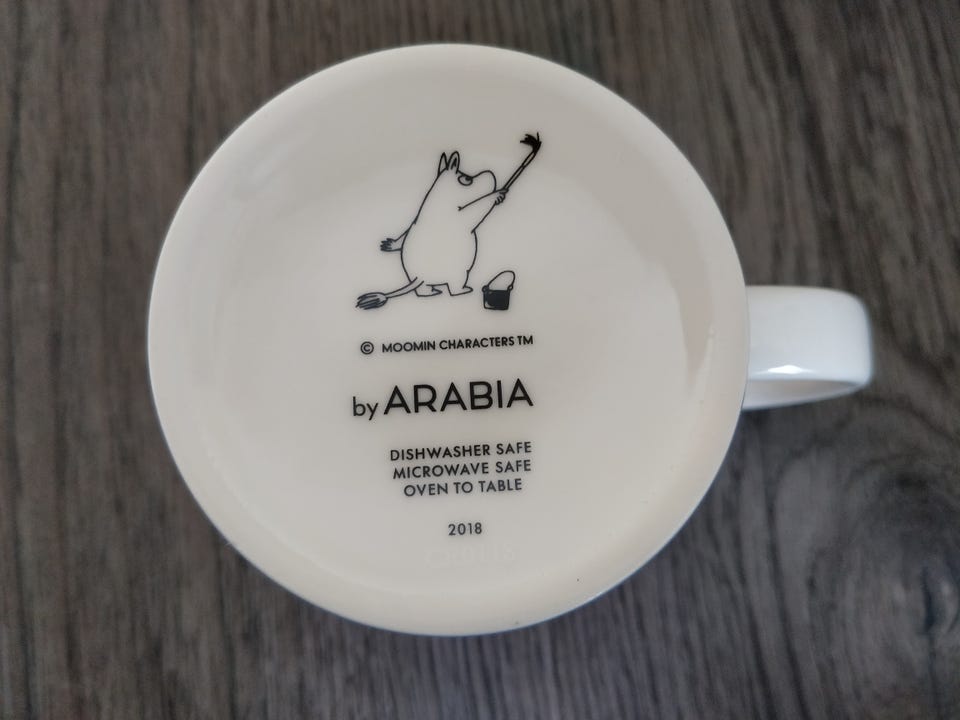 © MOOMIN CHARACTERS TM
by ARABIA
DISHWASHER SAFE
MICROWAVE SAFE
OVEN TO TABLE
2018